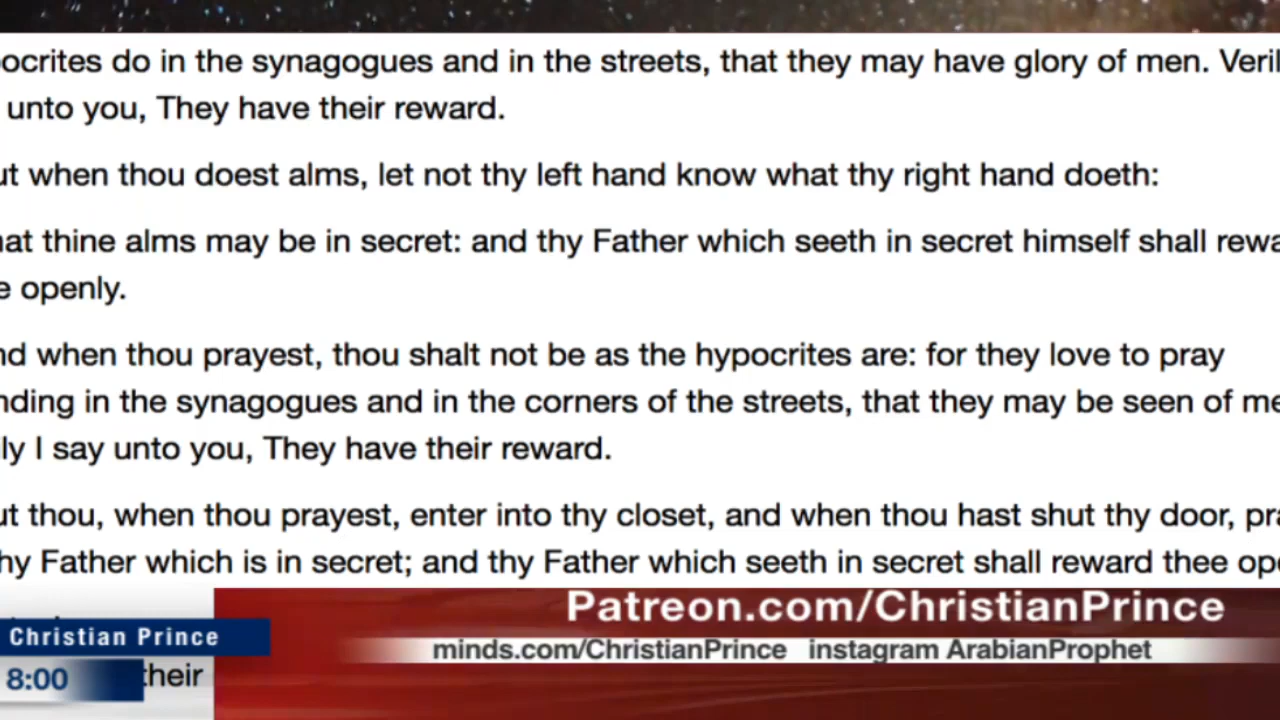 ocrites do in the synagogues and in the streets, that they may have glory of men. Veril
unto you, They have their reward.
ut when thou doest alms, let not thy left hand know what thy right hand doeth:
at thine alms may be in secret: and thy Father which seeth in secret himself shall rewa
e openly.
nd when thou prayest, thou shalt not be as the hypocrites are: for they love to pray
nding in the synagogues and in the corners of the streets, that they may be seen of me
ly I say unto you, They have their reward.
ut thou, when thou prayest, enter into thy closet, and when thou hast shut thy door, pra
hy Father which is in secret; and thy Father which seeth in secret shall reward thee ope
Patreon.com/ChristianPrince
Christian Prince
minds.com/ChristianPrince instagram ArabianProphet
8:00
their